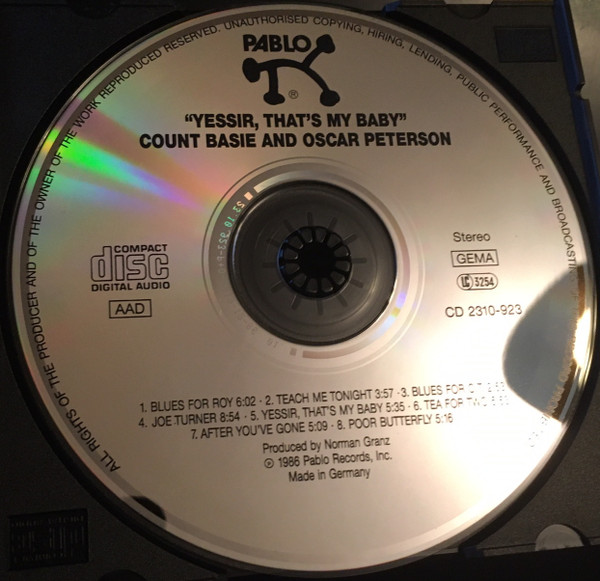 ALL RIGHTS OF THE PRODUCER AND OF THE OWNER OF THE WORK REPRODUCED RESERVED. UNAUTHORISED COPYING, HIRING, LENDING, PUBLIC PERFORMANCE AND
PABLO
®
“YESSIR, THAT'S MY BABY”
COUNT BASIE AND OSCAR PETERSON
COMPACT
disc
DIGITAL AUDIO
AAD
Stereo
GEMA
LC 3254
CD 2310-923
1. BLUES FOR ROY 6:02 · 2. TEACH ME TONIGHT 3:57 · 3. BLUES FOR
4. JOE TURNER 8:54 · 5. YESSIR, THAT'S MY BABY 5:35 · 6. TEA FOR
7. AFTER YOU'VE GONE 5:09 · 8. POOR BUTTERFLY 5:16
Produced by Norman Granz
℗ 1986 Pablo Records, Inc.
Made in Germany